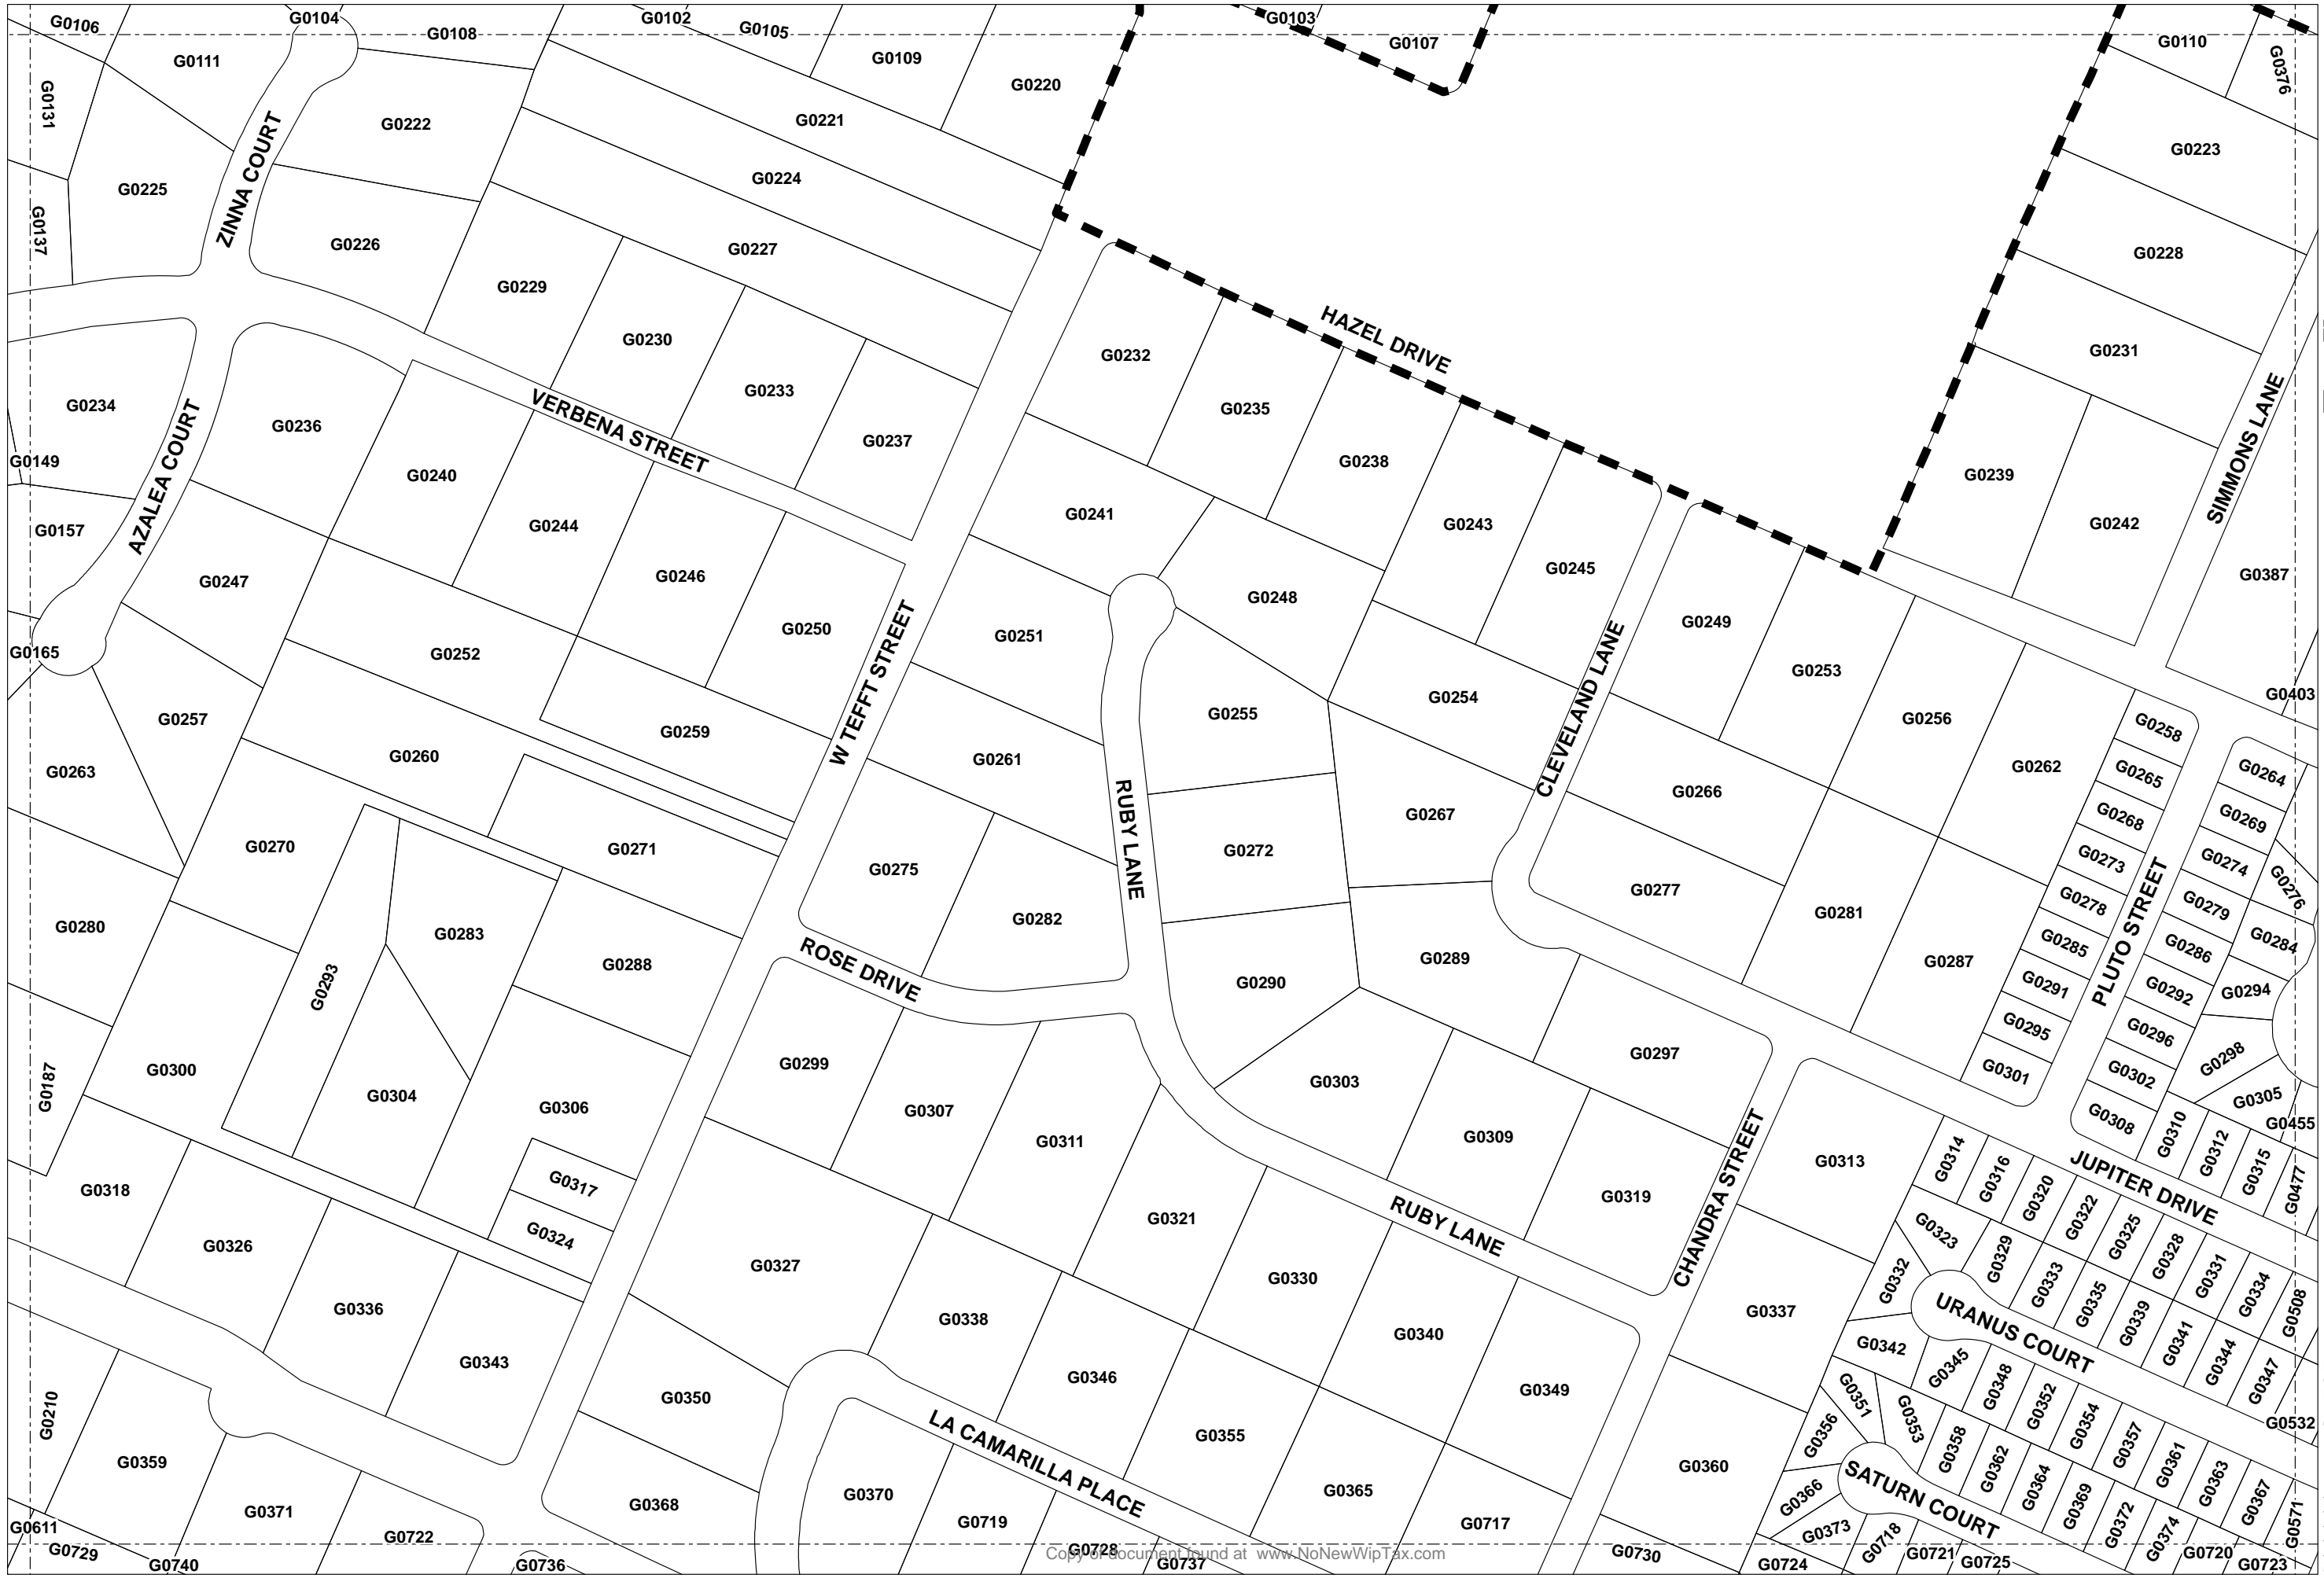 G0106
G0104
G0108
G0102
G0105
G0103
G0107
G0110
G0376
G0111
G0109
G0220
G0131
G0222
G0221
G0223
G0225
ZINNA COURT
G0224
G0137
G0226
G0227
G0228
G0229
G0230
HAZEL DRIVE
G0232
G0231
G0233
G0235
G0234
G0236
VERBENA STREET
G0237
G0238
SIMMONS LANE
G0149
AZALEA COURT
G0240
G0239
G0241
G0243
G0242
G0157
G0244
G0247
G0246
G0245
G0387
G0248
G0249
G0250
G0251
G0165
G0252
W TEFFT STREET
CLEVELAND LANE
G0253
G0254
G0403
G0257
G0255
G0256
G0258
G0259
G0260
G0261
G0262
G0263
G0265
G0264
G0266
G0267
G0268
G0269
G0270
G0271
RUBY LANE
G0272
G0273
G0274
G0275
G0276
G0277
G0278
G0279
G0280
G0281
G0282
G0283
PLUTO STREET
G0284
G0285
G0286
G0287
G0288
G0289
G0290
G0293
ROSE DRIVE
G0291
G0292
G0294
G0295
G0296
G0297
G0298
G0299
G0300
G0301
G0302
G0303
G0187
G0304
G0305
G0306
G0307
G0308
G0309
G0310
G0455
G0311
G0312
G0313
G0314
G0315
G0316
G0317
JUPITER DRIVE
G0477
G0318
G0319
CHANDRA STREET
G0320
G0321
G0322
RUBY LANE
G0323
G0324
G0325
G0326
G0327
G0328
G0329
G0330
G0331
G0332
G0333
G0334
G0335
G0508
G0336
G0337
G0338
G0339
URANUS COURT
G0340
G0341
G0342
G0343
G0344
G0345
G0346
G0347
G0348
G0349
G0350
G0351
G0352
G0353
G0354
G0532
G0210
LA CAMARILLA PLACE
G0355
G0356
G0357
G0358
G0359
G0360
G0361
G0362
G0363
G0364
G0365
G0366
G0367
SATURN COURT
G0368
G0369
G0370
G0371
G0372
G0373
G0374
G0571
G0611
G0722
G0719
G0717
G0718
G0729
G0740
G0736
G0728
G0737
G0730
G0724
G0721
G0725
G0720
G0723
Copy of document found at www.NoNewWipTax.com